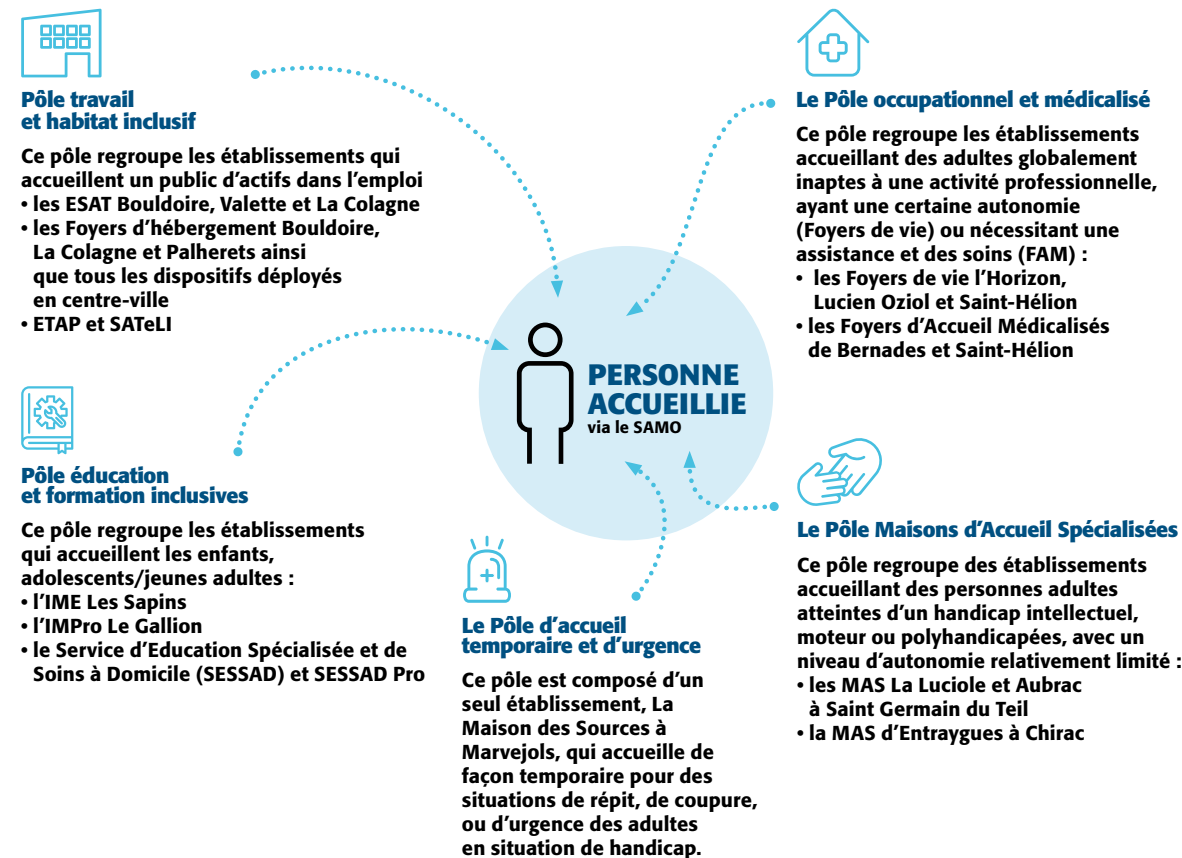 Pôle travail
et habitat inclusif
Ce pôle regroupe les établissements qui
accueillent un public d'actifs dans l'emploi
• les ESAT Bouldoire, Valette et La Colagne
• les Foyers d'hébergement Bouldoire,
La Colagne et Palherets ainsi
que tous les dispositifs déployés
en centre-ville
• ETAP et SATeLI
Le Pôle occupationnel et médicalisé
Ce pôle regroupe les établissements
accueillant des adultes globalement
inaptes à une activité professionnelle,
ayant une certaine autonomie
(Foyers de vie) ou nécessitant une
assistance et des soins (FAM) :
• les Foyers de vie l'Horizon,
Lucien Oziol et Saint-Hélion
• les Foyers d'Accueil Médicalisés
de Bernades et Saint-Hélion
PERSONNE
ACCUEILLIE
via le SAMO
Pôle éducation
et formation inclusives
Ce pôle regroupe les établissements
qui accueillent les enfants,
adolescents/jeunes adultes :
• l'IME Les Sapins
• l'IMPro Le Gallion
• le Service d'Education Spécialisée et de
Soins à Domicile (SESSAD) et SESSAD Pro
Le Pôle d'accueil
temporaire et d'urgence
Ce pôle est composé d'un
seul établissement, La
Maison des Sources à
Marvejols, qui accueille de
façon temporaire pour des
situations de répit, de coupure,
ou d'urgence des adultes
en situation de handicap.
Le Pôle Maisons d'Accueil Spécialisées
Ce pôle regroupe des établissements
accueillant des personnes adultes
atteintes d'un handicap intellectuel,
moteur ou polyhandicapées, avec un
niveau d'autonomie relativement limité :
• les MAS La Luciole et Aubrac
à Saint Germain du Teil
• la MAS d'Entraygues à Chirac